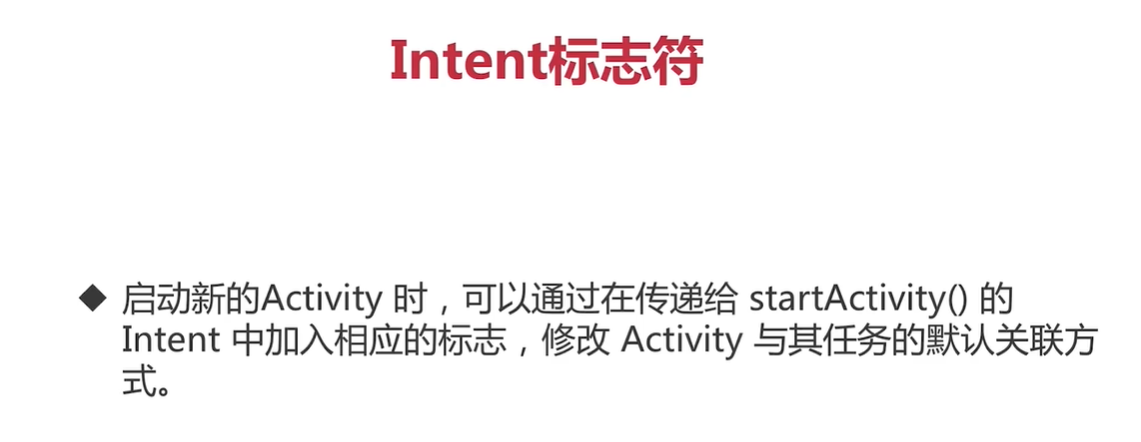 Intent标志符
◆ 启动新的Activity 时，可以通过在传递给 startActivity() 的
Intent 中加入相应的标志，修改 Activity 与其任务的默认关联方
式。